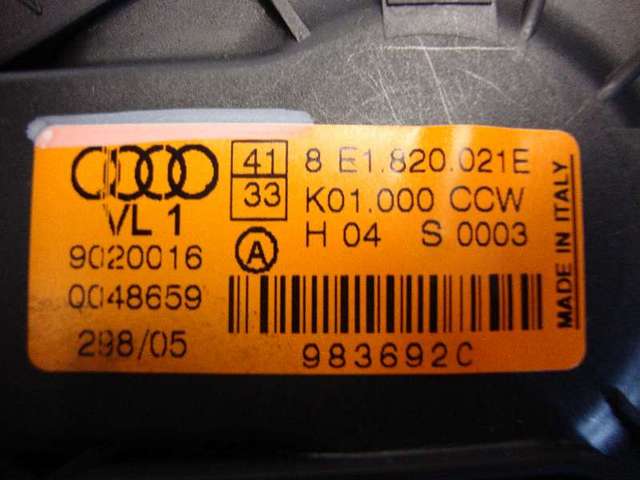 41 8 E1.820.021E
33 K01.000 CCW
VL 1
H 04 S 0003
A
9020016
0048659
298/05
983692C
MADE IN ITALY